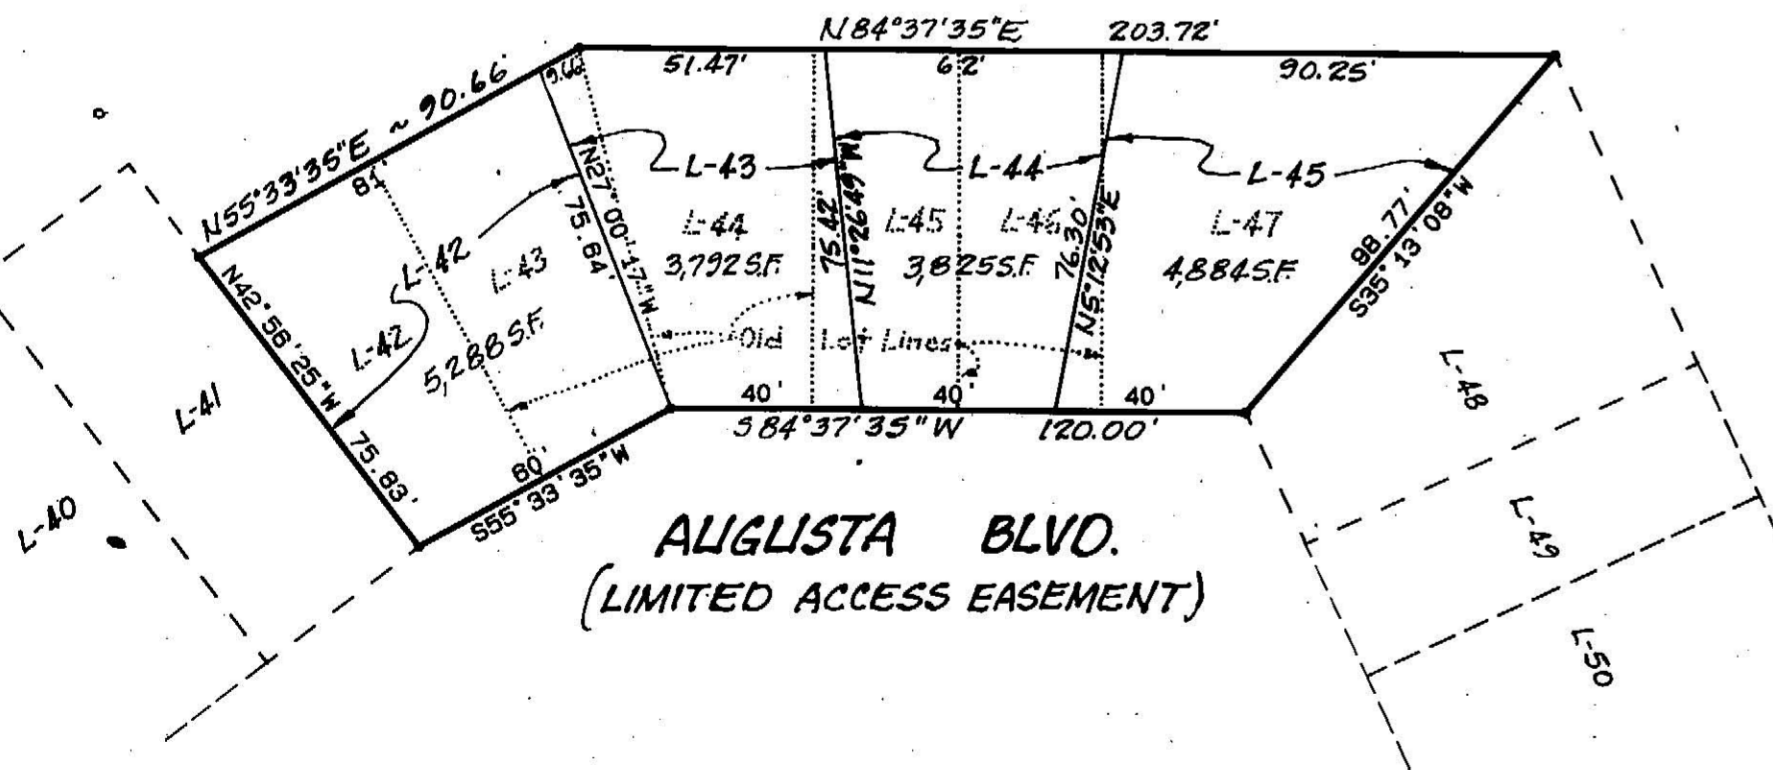 N84°37'35"E 203.72'
51.47' 62' 90.25'
9.66'
N55°33'35"E ~ 90.66'
81'
L-43 L-44 L-45
L-44 L-45 L-46 L-47
3,792 S.F. 3,825 S.F. 4,884 S.F.
N27°00'17"W
75.64'
75.42'
N11°26'49"W
76.30'
N5°12'53"E
98.77'
S35°13'08"W
L-42
L-43
L-42
5,288 S.F.
N42°56'25"W 75.83'
Old Lot Lines
40' 40' 40'
S84°37'35"W 120.00'
60'
S55°33'35"W
L-41
L-40
L-48
L-49
L-50
AUGUSTA BLVD.
(LIMITED ACCESS EASEMENT)